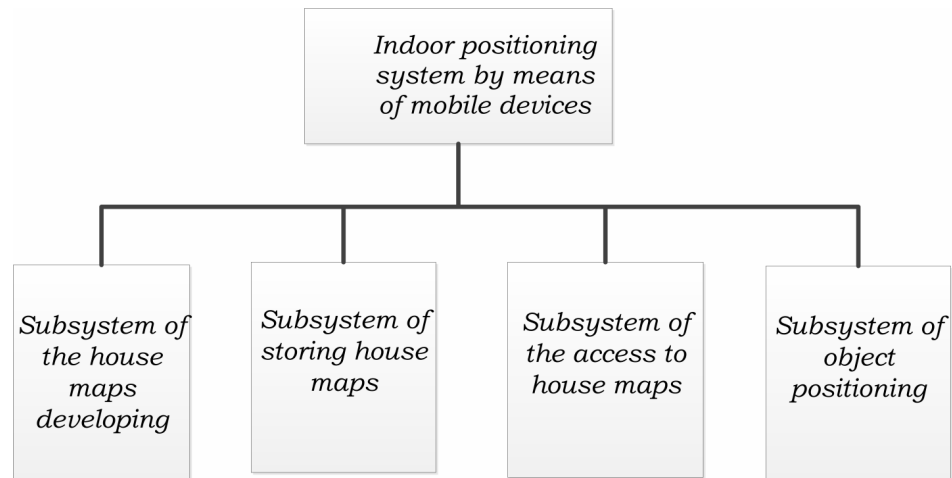 Indoor positioning
system by means
of mobile devices
Subsystem of
the house
maps
developing
Subsystem of
storing house
maps
Subsystem of
the access to
house maps
Subsystem of
object
positioning